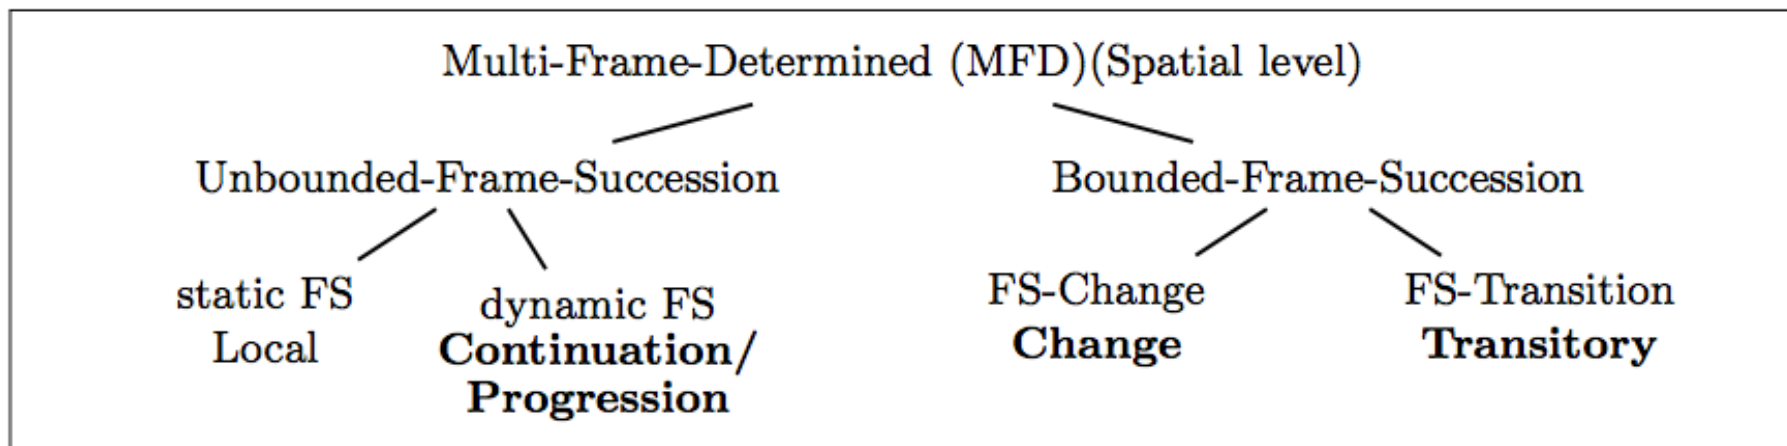 Multi-Frame-Determined (MFD)(Spatial level)
Unbounded-Frame-Succession
Bounded-Frame-Succession
static FS
Local
dynamic FS
Continuation/
Progression
FS-Change
Change
FS-Transition
Transitory